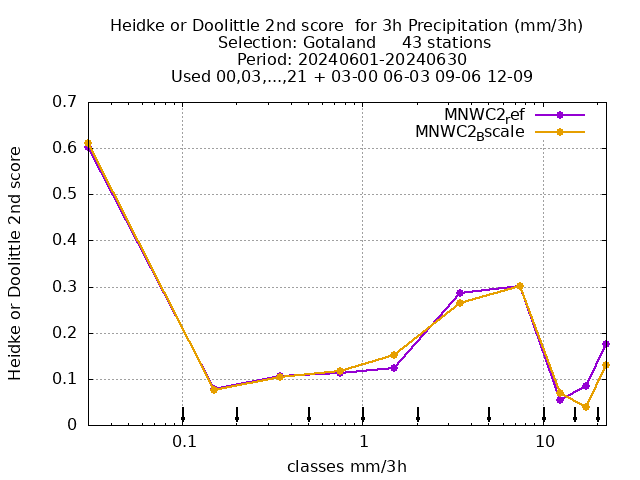 Heidke or Doolittle 2nd score  for 3h Precipitation (mm/3h)
Selection: Gotaland     43 stations
Period: 20240601-20240630
Used 00,03,...,21 + 03-00 06-03 09-06 12-09
MNWC2ref
MNWC2Bscale
Heidke or Doolittle 2nd score
0.7
0.6
0.5
0.4
0.3
0.2
0.1
0
0.1 1 10
classes mm/3h